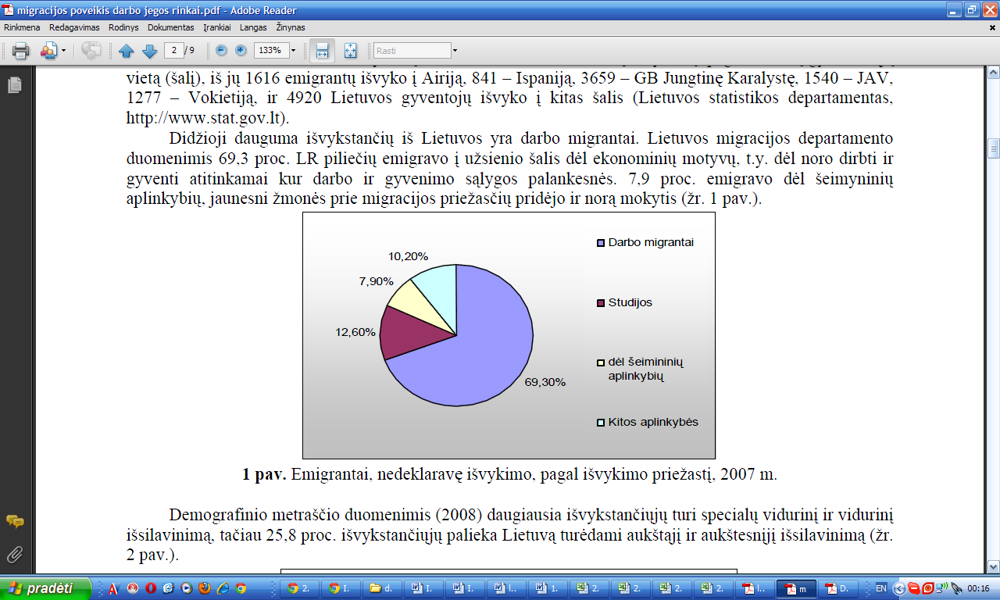 migracijos poveikis darbo jegos rinkai.pdf - Adobe Reader
Rinkmena Redagavimas Rodinys Dokumentas Įrankiai Langas Žinynas
2 / 9 133% Rasti
vietą (šalį), iš jų 1616 emigrantų išvyko į Airiją, 841 – Ispaniją, 3659 – GB Jungtinę Karalystę, 1540 – JAV,
1277 – Vokietiją, ir 4920 Lietuvos gyventojų išvyko į kitas šalis (Lietuvos statistikos departamentas,
http://www.stat.gov.lt).
Didžioji dauguma išvykstančių iš Lietuvos yra darbo migrantai. Lietuvos migracijos departamento
duomenimis 69,3 proc. LR piliečių emigravo į užsienio šalis dėl ekonominių motyvų, t.y. dėl noro dirbti ir
gyventi atitinkamai kur darbo ir gyvenimo sąlygos palankesnės. 7,9 proc. emigravo dėl šeimyninių
aplinkybių, jaunesni žmonės prie migracijos priežasčių pridėjo ir norą mokytis (žr. 1 pav.).
10,20%
7,90%
12,60%
69,30%
Darbo migrantai
Studijos
dėl šeimininių
aplinkybių
Kitos aplinkybės
1 pav. Emigrantai, nedeklaravę išvykimo, pagal išvykimo priežastį, 2007 m.
Demografinio metraščio duomenimis (2008) daugiausia išvykstančiųjų turi specialų vidurinį ir vidurinį
išsilavinimą, tačiau 25,8 proc. išvykstančiųjų palieka Lietuvą turėdami aukštąjį ir aukštesnįjį išsilavinimą (žr.
2 pav.).
pradėti 2. I. d. I. I. l.. 1. 2. 2. 2. 2. l.. m D. EN 00:16